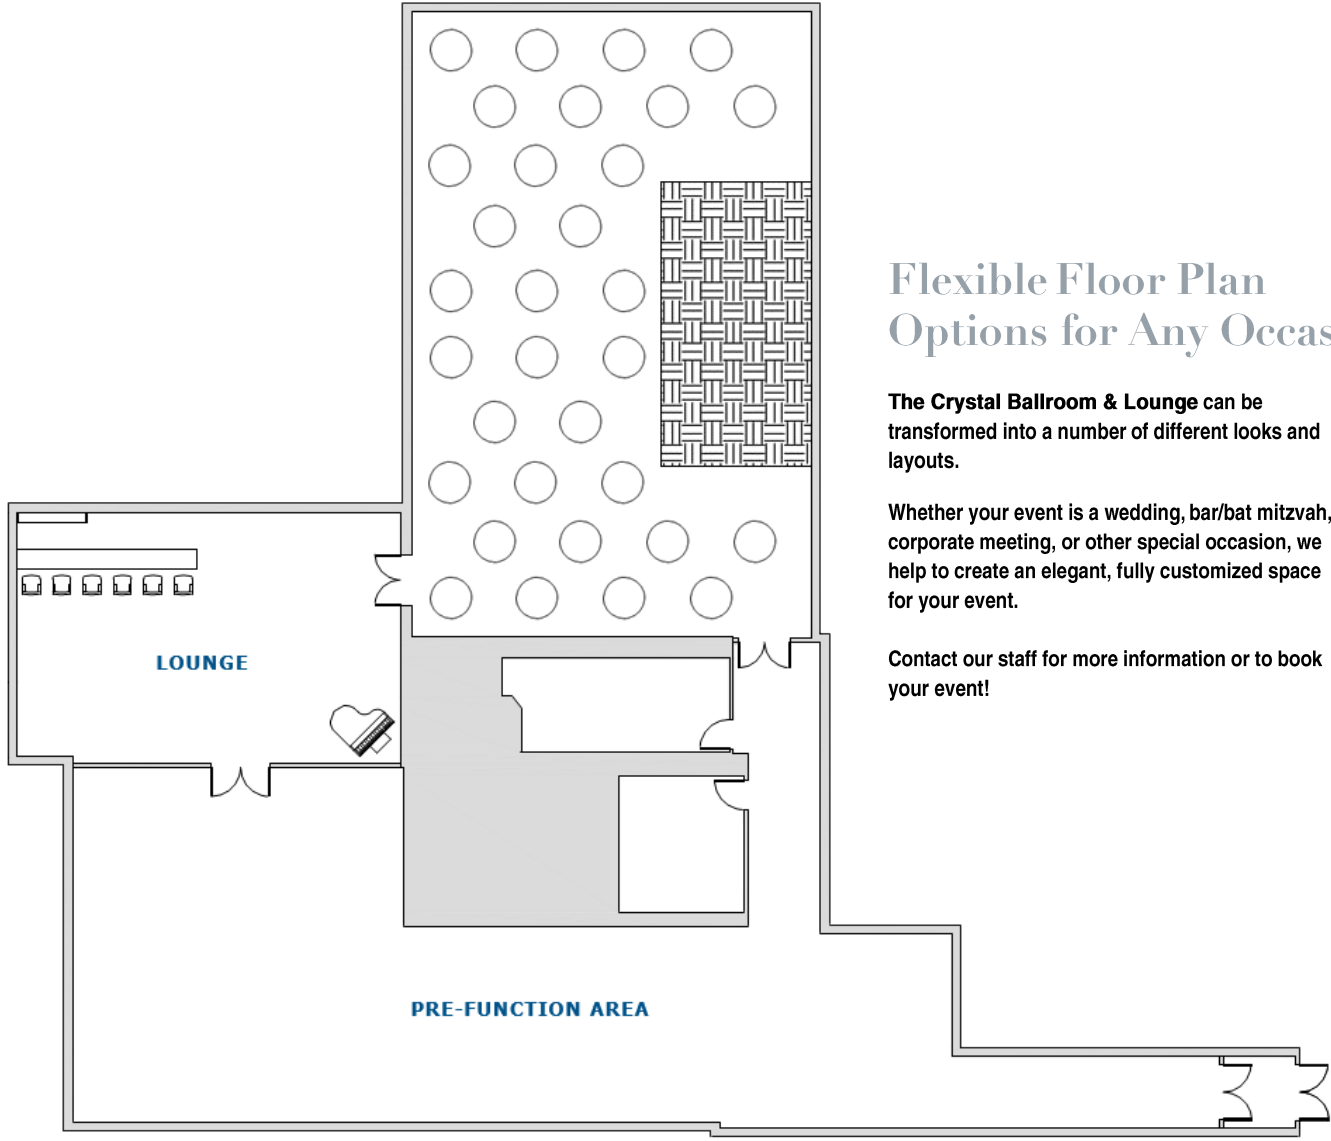 Flexible Floor Plan
Options for Any Occas
The Crystal Ballroom & Lounge can be
transformed into a number of different looks and
layouts.
Whether your event is a wedding, bar/bat mitzvah,
corporate meeting, or other special occasion, we
help to create an elegant, fully customized space
for your event.
Contact our staff for more information or to book
your event!
LOUNGE
PRE-FUNCTION AREA